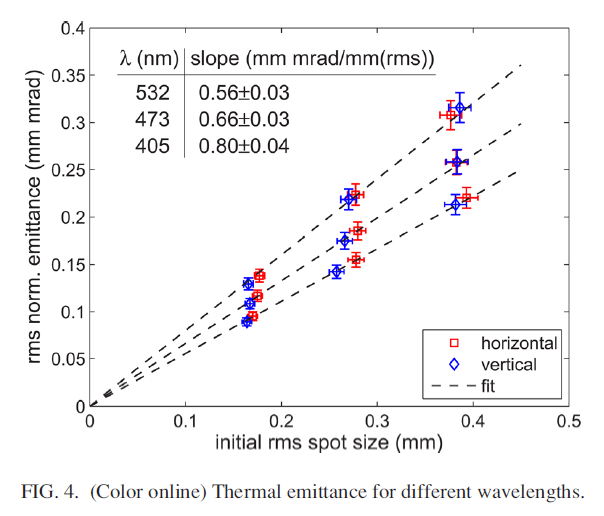 0.4
0.35
0.3
0.25
0.2
0.15
0.1
0.05
0
rms norm. emittance (mm mrad)
λ (nm) slope (mm mrad/mm(rms))
532 0.56±0.03
473 0.66±0.03
405 0.80±0.04
horizontal
vertical
fit
0 0.1 0.2 0.3 0.4 0.5
initial rms spot size (mm)
FIG. 4. (Color online) Thermal emittance for different wavelengths.